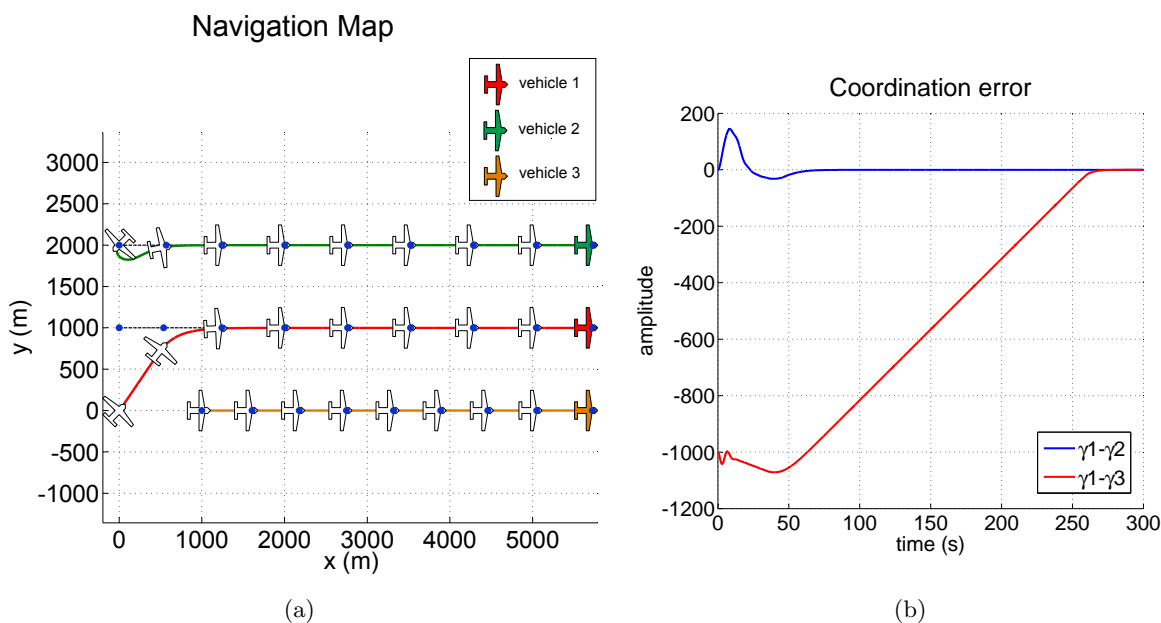 Navigation Map
vehicle 1
vehicle 2
vehicle 3
3000
2500
2000
1500
1000
500
0
-500
-1000
y (m)
0 1000 2000 3000 4000 5000
x (m)
(a)
Coordination error
200
0
-200
-400
-600
-800
-1000
-1200
amplitude
γ1-γ2
γ1-γ3
0 50 100 150 200 250 300
time (s)
(b)